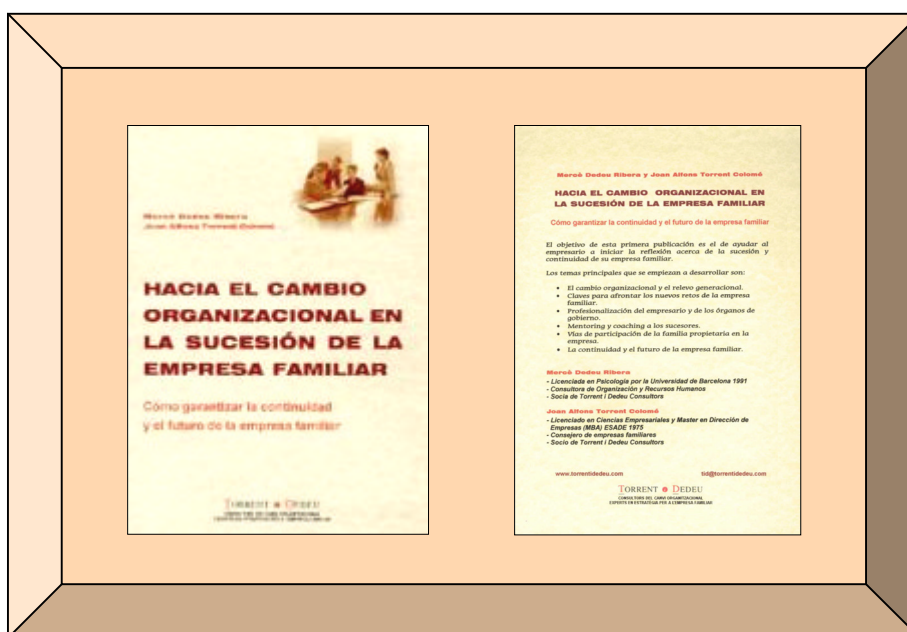 Mercè Dedeu Ribera
Joan Alfons Torrent Colomé
HACIA EL CAMBIO
ORGANIZACIONAL EN
LA SUCESIÓN DE LA
EMPRESA FAMILIAR
Cómo garantizar la continuidad
y el futuro de la empresa familiar
TORRENT DEDEU
Mercè Dedeu Ribera y Joan Alfons Torrent Colomé
HACIA EL CAMBIO ORGANIZACIONAL EN
LA SUCESIÓN DE LA EMPRESA FAMILIAR
Cómo garantizar la continuidad y el futuro de la empresa familiar
El objetivo de esta primera publicación es el de ayudar al
empresario a iniciar la reflexión acerca de la sucesión y
continuidad de su empresa familiar.
Los temas principales que se empiezan a desarrollar son:
• El cambio organizacional y el relevo generacional.
• Claves para afrontar los nuevos retos de la empresa
familiar.
• Profesionalización del empresario y de los órganos de
gobierno.
• Mentoring y coaching a los sucesores.
• Vías de participación de la familia propietaria en la
empresa.
• La continuidad y el futuro de la empresa familiar.
Mercè Dedeu Ribera
- Licenciada en Psicología por la Universidad de Barcelona 1991
- Consultora de Organización y Recursos Humanos
- Socia de Torrent i Dedeu Consultors
Joan Alfons Torrent Colomé
- Licenciado en Ciencias Empresariales y Master en Dirección de
Empresas (MBA) ESADE 1975
- Consejero de empresas familiares
- Socio de Torrent i Dedeu Consultors
www.torrentidedeu.com tid@torrentidedeu.com
TORRENT DEDEU
CONSULTORS DEL CANVI ORGANITZACIONAL
EXPERTS EN ESTRATÈGIA PER A L'EMPRESA FAMILIAR